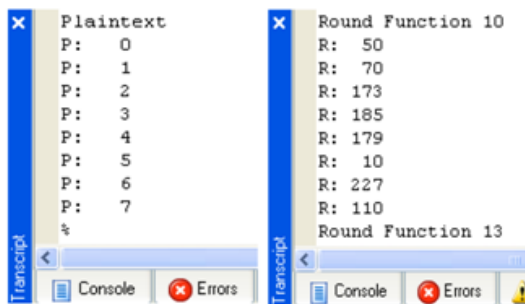 Plaintext
P: 0
P: 1
P: 2
P: 3
P: 4
P: 5
P: 6
P: 7
%
Transcript
Console
Errors
Round Function 10
R: 50
R: 70
R: 173
R: 185
R: 179
R: 10
R: 227
R: 110
Round Function 13
Transcript
Console
Errors